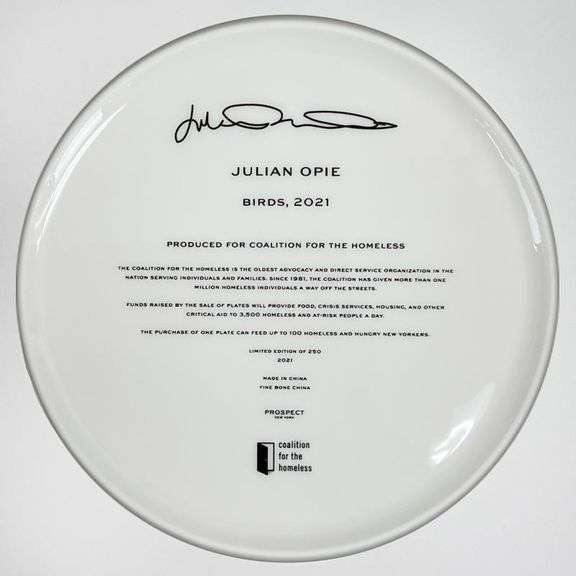 JULIAN OPIE
BIRDS, 2021
PRODUCED FOR COALITION FOR THE HOMELESS
THE COALITION FOR THE HOMELESS IS THE OLDEST ADVOCACY AND DIRECT SERVICE ORGANIZATION IN THE
NATION SERVING INDIVIDUALS AND FAMILIES. SINCE 1981, THE COALITION HAS GIVEN MORE THAN ONE
MILLION HOMELESS INDIVIDUALS A WAY OFF THE STREETS.
FUNDS RAISED BY THE SALE OF PLATES WILL PROVIDE FOOD, CRISIS SERVICES, HOUSING, AND OTHER
CRITICAL AID TO 3,500 HOMELESS AND AT-RISK PEOPLE A DAY.
THE PURCHASE OF ONE PLATE CAN FEED UP TO 100 HOMELESS AND HUNGRY NEW YORKERS.
LIMITED EDITION OF 250
2021
MADE IN CHINA
FINE BONE CHINA
PROSPECT
NEW YORK
coalition
for the
homeless